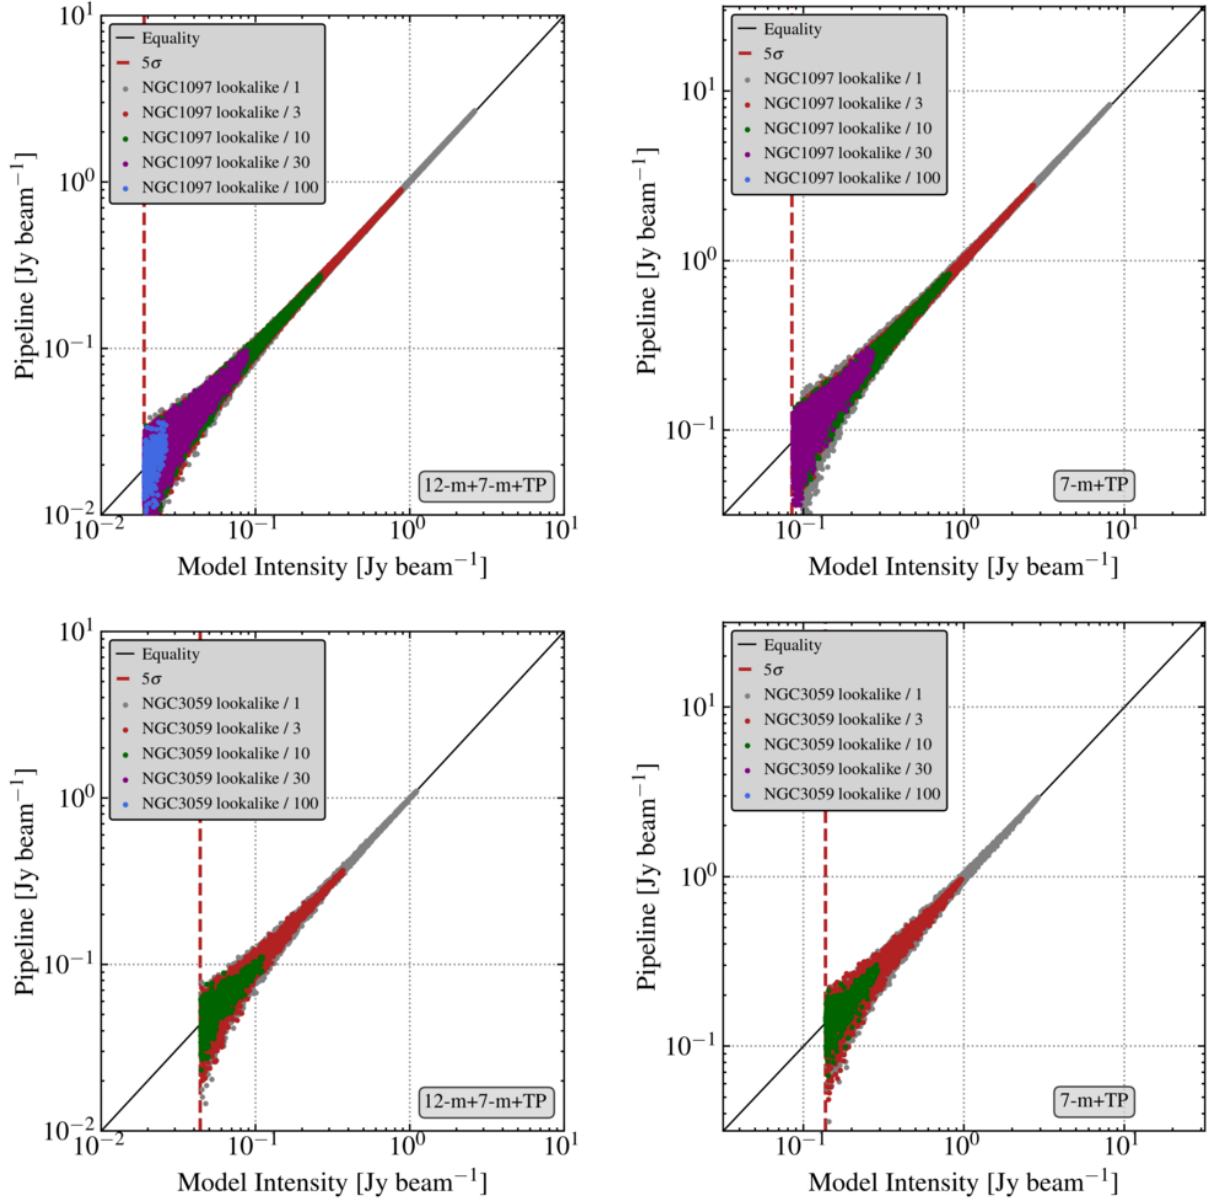 10^1
10^0
10^−1
10^−2
Pipeline [Jy beam^−1]
Equality
5σ
NGC1097 lookalike / 1
NGC1097 lookalike / 3
NGC1097 lookalike / 10
NGC1097 lookalike / 30
NGC1097 lookalike / 100
12-m+7-m+TP
10^−2 10^−1 10^0 10^1
Model Intensity [Jy beam^−1]
10^1
10^0
10^−1
Pipeline [Jy beam^−1]
Equality
5σ
NGC1097 lookalike / 1
NGC1097 lookalike / 3
NGC1097 lookalike / 10
NGC1097 lookalike / 30
NGC1097 lookalike / 100
7-m+TP
10^−1 10^0 10^1
Model Intensity [Jy beam^−1]
10^1
10^0
10^−1
10^−2
Pipeline [Jy beam^−1]
Equality
5σ
NGC3059 lookalike / 1
NGC3059 lookalike / 3
NGC3059 lookalike / 10
NGC3059 lookalike / 30
NGC3059 lookalike / 100
12-m+7-m+TP
10^−2 10^−1 10^0 10^1
Model Intensity [Jy beam^−1]
10^1
10^0
10^−1
Pipeline [Jy beam^−1]
Equality
5σ
NGC3059 lookalike / 1
NGC3059 lookalike / 3
NGC3059 lookalike / 10
NGC3059 lookalike / 30
NGC3059 lookalike / 100
7-m+TP
10^−1 10^0 10^1
Model Intensity [Jy beam^−1]